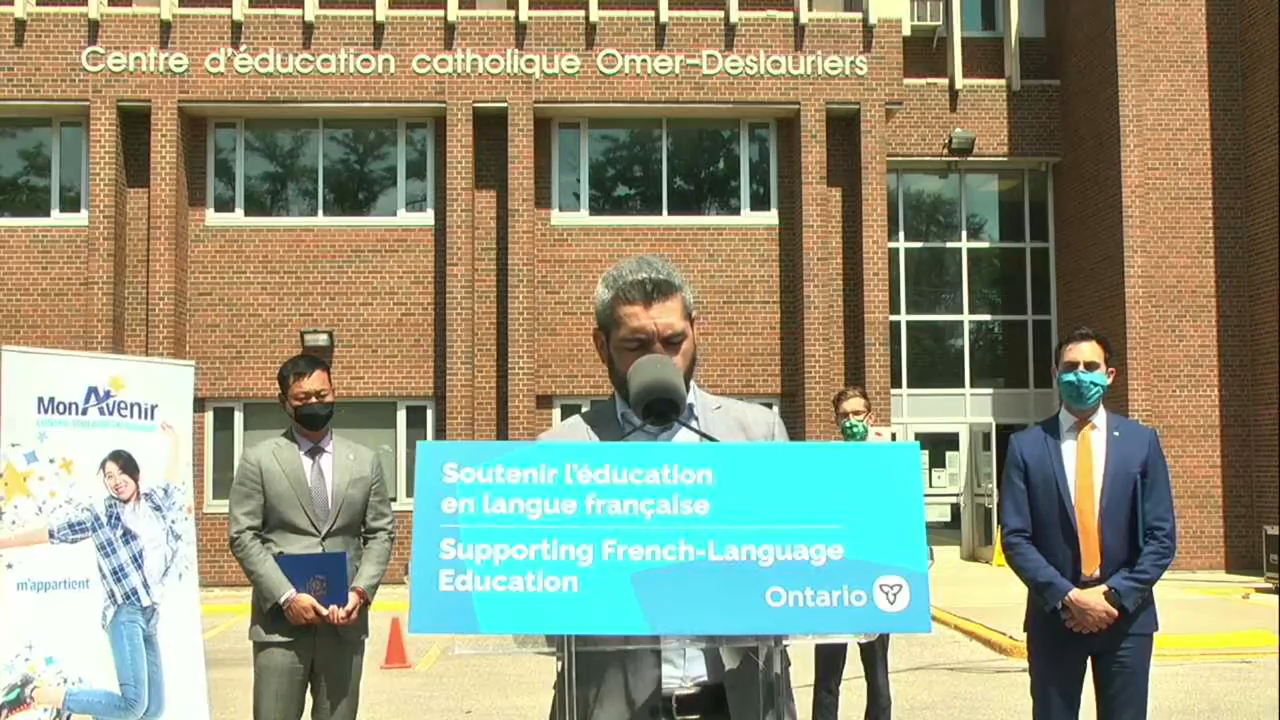 Centre d'éducation catholique Omer-Deslauriers
MonAvenir
m'appartient
Soutenir l'éducation
en langue française
Supporting French-Language
Education
Ontario